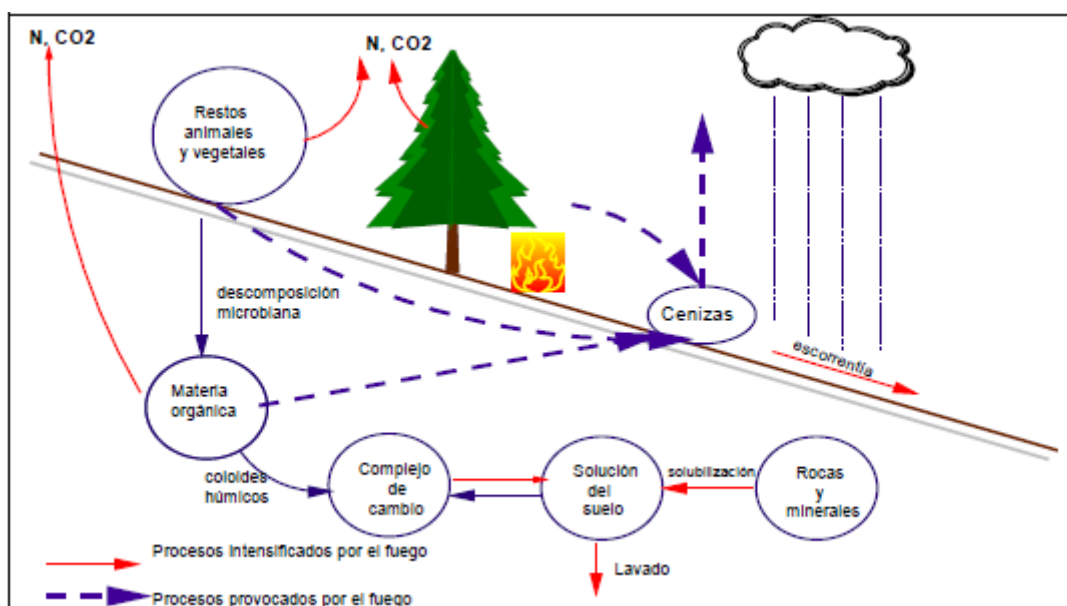 N, CO2
N, CO2
Restos
animales
y vegetales
descomposición
microbiana
Cenizas
escorrentía
Materia
orgánica
coloides
húmicos
Complejo
de
cambio
Solución
del
suelo
solubilización
Rocas
y
minerales
Procesos intensificados por el fuego
Lavado
Procesos provocados por el fuego